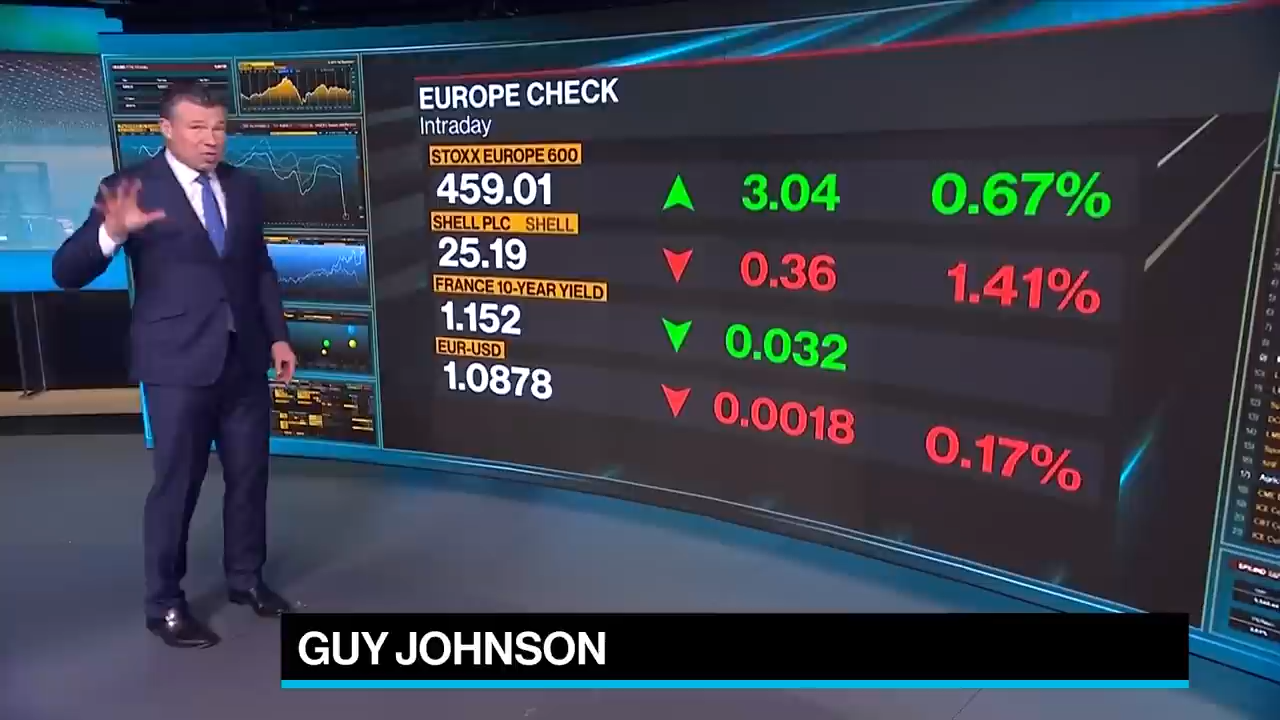 EUROPE CHECK
Intraday
STOXX EUROPE 600
459.01 3.04 0.67%
SHELL PLC SHELL
25.19 0.36 1.41%
FRANCE 10-YEAR YIELD
1.152 0.032
EUR-USD
1.0878 0.0018 0.17%
GUY JOHNSON